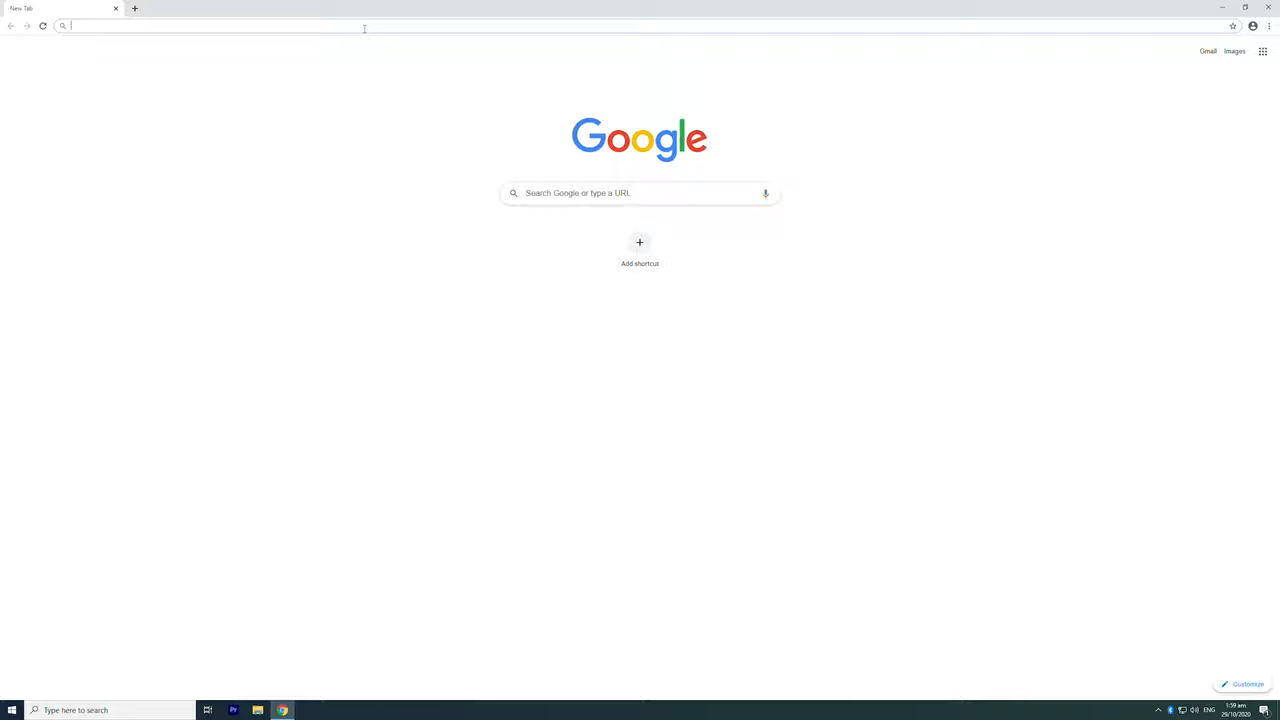 New Tab
Gmail Images
Google
Search Google or type a URL
Add shortcut
Customize
Type here to search
Pr
ENG
1:59 am
29/10/2020